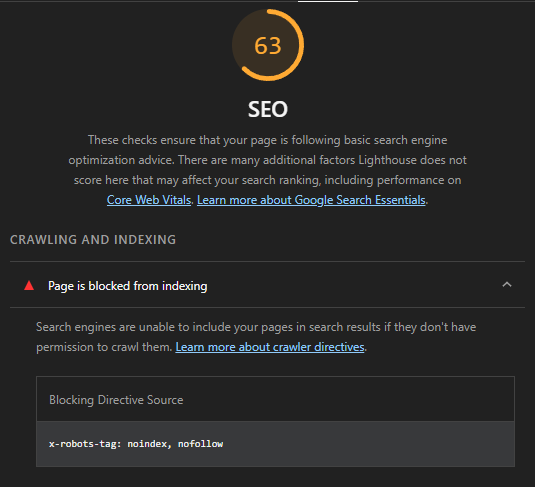 63
SEO
These checks ensure that your page is following basic search engine
optimization advice. There are many additional factors Lighthouse does not
score here that may affect your search ranking, including performance on
Core Web Vitals. Learn more about Google Search Essentials.
CRAWLING AND INDEXING
Page is blocked from indexing
Search engines are unable to include your pages in search results if they don't have
permission to crawl them. Learn more about crawler directives.
Blocking Directive Source
x-robots-tag: noindex, nofollow